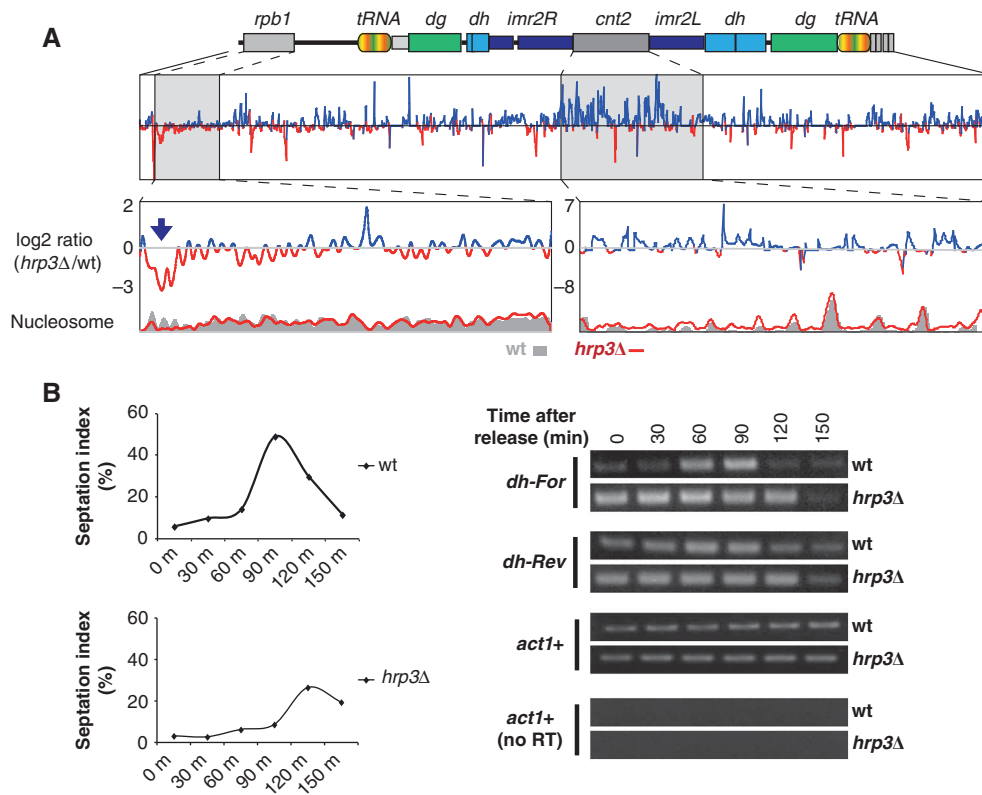 A
rpb1 tRNA dg dh imr2R cnt2 imr2L dh dg tRNA
2
7
log2 ratio
(hrp3Δ/wt)
0
0
−3
−8
Nucleosome
wt
hrp3Δ
B
Septation index
(%)
60
40
20
0
0 m 30 m 60 m 90 m 120 m 150 m
wt
Septation index
(%)
60
40
20
0
0 m 30 m 60 m 90 m 120 m 150 m
hrp3Δ
Time after
release (min)
0 30 60 90 120 150
dh-For
wt
hrp3Δ
dh-Rev
wt
hrp3Δ
act1+
wt
hrp3Δ
act1+
(no RT)
wt
hrp3Δ